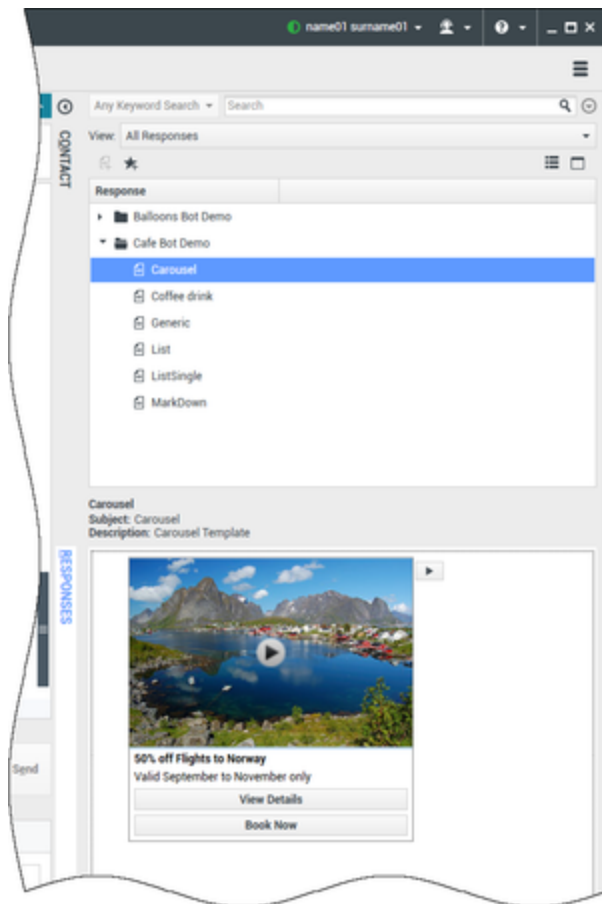 name01 surname01
Any Keyword Search Search
CONTACT
View: All Responses
Response
Balloons Bot Demo
Cafe Bot Demo
Carousel
Coffee drink
Generic
List
ListSingle
MarkDown
Carousel
Subject: Carousel
Description: Carousel Template
RESPONSES
50% off Flights to Norway
Valid September to November only
Send
View Details
Book Now